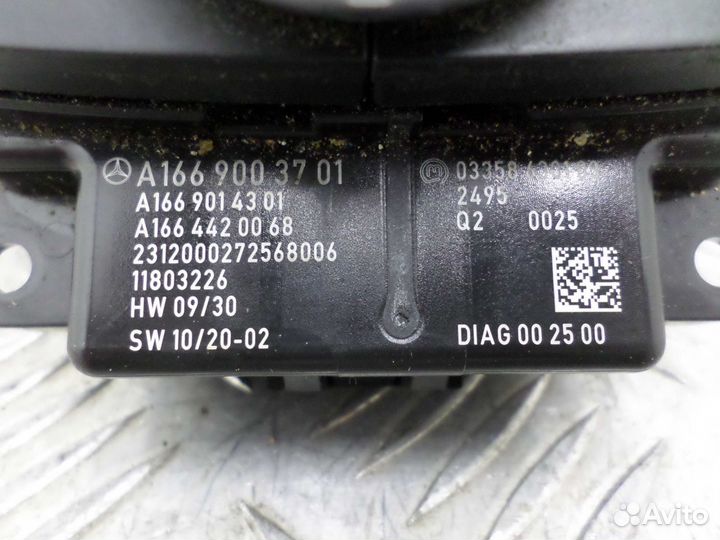 A166 900 37 01
A166 901 43 01
A166 442 00 68
2312000272568006
11803226
HW 09/30
SW 10/20-02
03358
2495
Q2 0025
DIAG 00 25 00
Avito